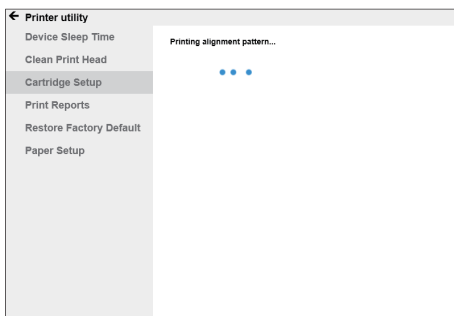 Printer utility
Device Sleep Time
Clean Print Head
Cartridge Setup
Print Reports
Restore Factory Default
Paper Setup
Printing alignment pattern...